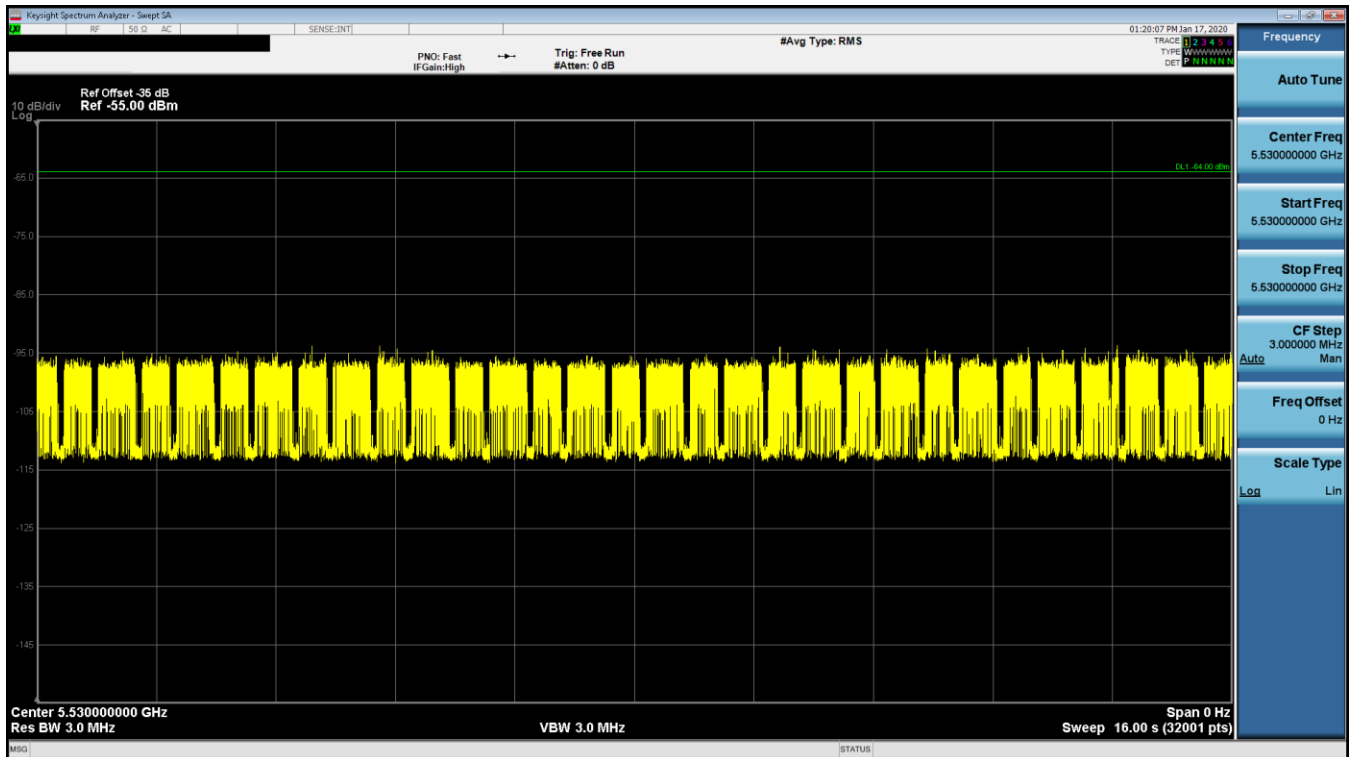 Keysight Spectrum Analyzer - Swept SA
LXI RF 50 Ω AC SENSE:INT 01:20:07 PM Jan 17, 2020
#Avg Type: RMS
TRACE 1 2 3 4 5 6
PNO: Fast Trig: Free Run TYPE WWWWWW
IFGain:High #Atten: 0 dB DET P N N N N N
Ref Offset -35 dB
10 dB/div Ref -55.00 dBm
Log
DL1 -64.00 dBm
-65.0
-75.0
-85.0
-95.0
-105
-115
-125
-135
-145
Center 5.530000000 GHz Span 0 Hz
Res BW 3.0 MHz VBW 3.0 MHz Sweep 16.00 s (32001 pts)
MSG STATUS
Frequency
Auto Tune
Center Freq
5.530000000 GHz
Start Freq
5.530000000 GHz
Stop Freq
5.530000000 GHz
CF Step
3.000000 MHz
Auto Man
Freq Offset
0 Hz
Scale Type
Log Lin